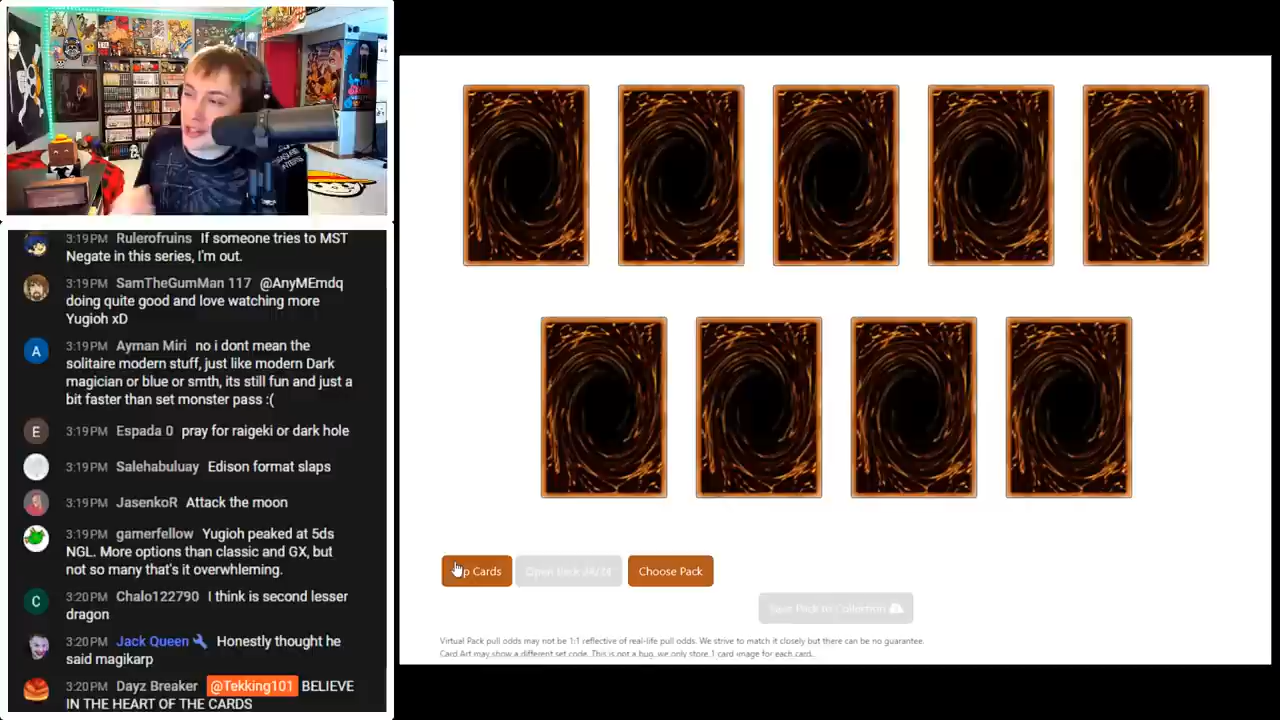 3:19PM Rulerofruins If someone tries to MST
Negate in this series, I'm out.
3:19PM SamTheGumMan 117 @AnyMEmdq
doing quite good and love watching more
Yugioh xD
A
3:19PM Ayman Miri no i dont mean the
solitaire modern stuff, just like modern Dark
magician or blue or smth, its still fun and just a
bit faster than set monster pass :(
E
3:19PM Espada 0 pray for raigeki or dark hole
3:19PM Salehabuluay Edison format slaps
3:19PM JasenkoR Attack the moon
3:19PM gamerfellow Yugioh peaked at 5ds
NGL. More options than classic and GX, but
not so many that's it overwhleming.
C
3:20PM Chalo122790 I think is second lesser
dragon
3:20PM Jack Queen Honestly thought he
said magikarp
3:20PM Dayz Breaker @Tekking101 BELIEVE
IN THE HEART OF THE CARDS
p Cards
Open Pack 24/24
Choose Pack
Save Pack to Collection
Virtual Pack pull odds may not be 1:1 reflective of real-life pull odds. We strive to match it closely but there can be no guarantee.
Card Art may show a different set code. This is not a bug, we only store 1 card image for each card.